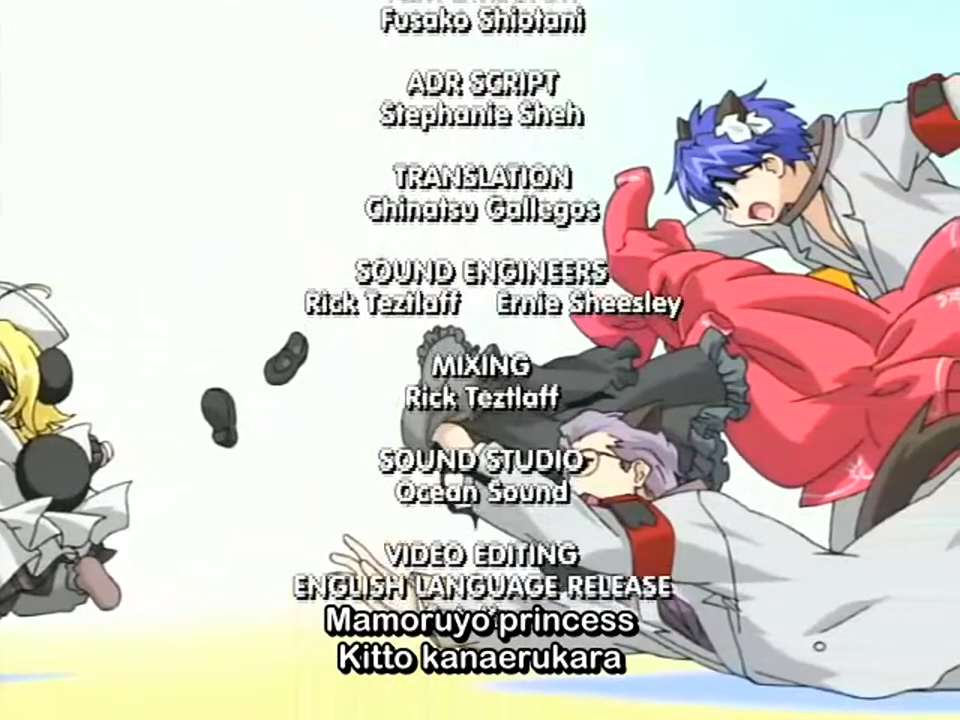 Fusako Shiotani
ADR SCRIPT
Stephanie Sheh
TRANSLATION
Chinatsu Gallegos
SOUND ENGINEERS
Rick Tezilaff Ernie Sheesley
MIXING
Rick Teztlaff
SOUND STUDIO
Ocean Sound
VIDEO EDITING
ENGLISH LANGUAGE RELEASE
Mamoruyo princess
Kitto kanaerukara